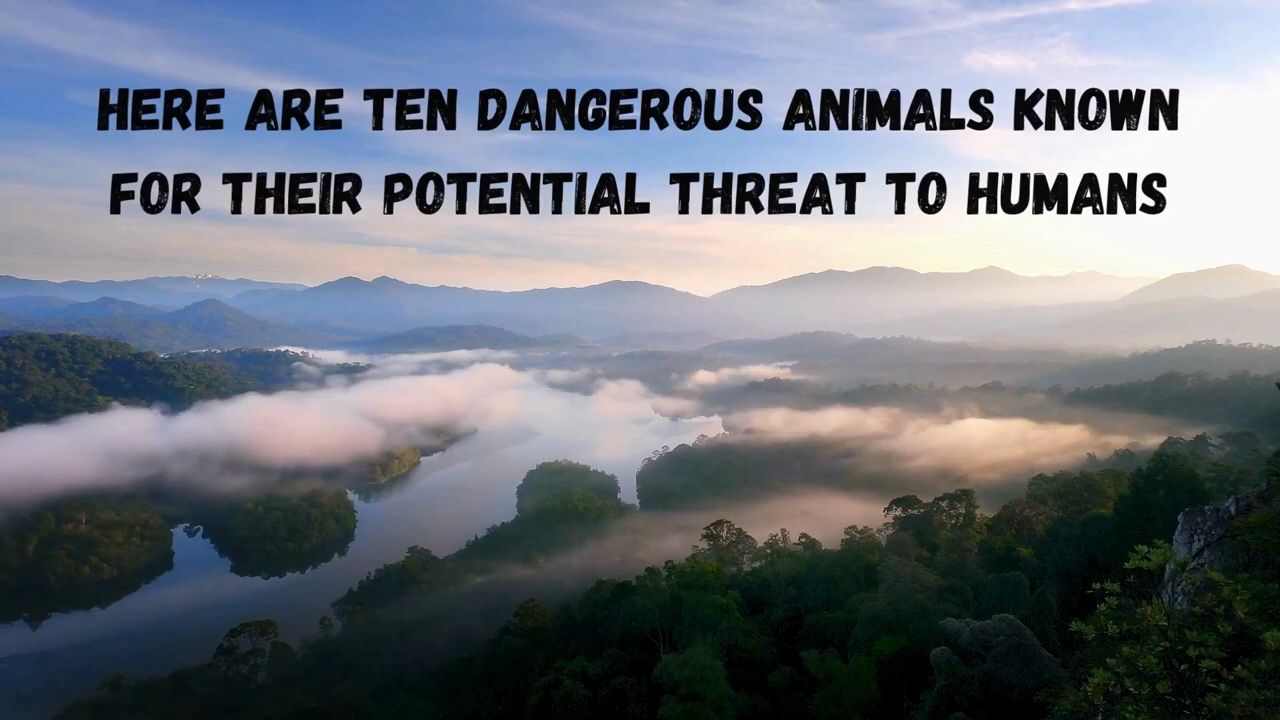 HERE ARE TEN DANGEROUS ANIMALS KNOWN
FOR THEIR POTENTIAL THREAT TO HUMANS